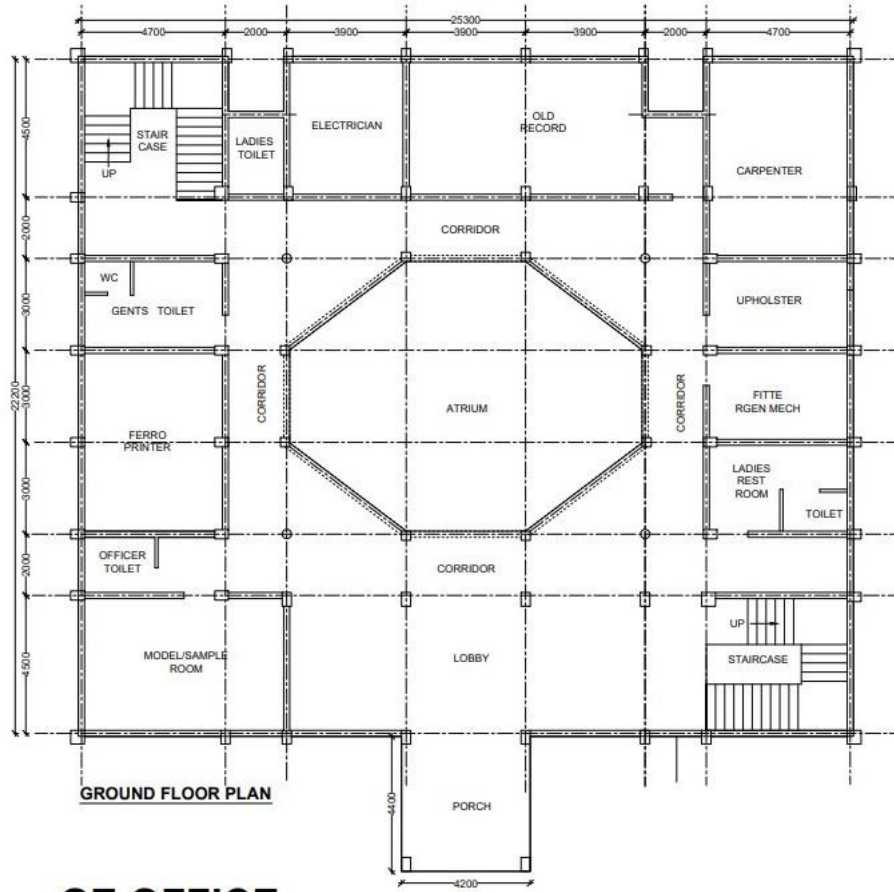 25300
4700
2000
3900
3900
3900
2000
4700
4500
2000
3000
22200
3000
3000
2000
4500
STAIR
CASE
UP
LADIES
TOILET
ELECTRICIAN
OLD
RECORD
CARPENTER
CORRIDOR
WC
GENTS TOILET
UPHOLSTER
CORRIDOR
ATRIUM
CORRIDOR
FITTE
RGEN MECH
FERRO
PRINTER
LADIES
REST
ROOM
TOILET
OFFICER
TOILET
CORRIDOR
MODEL/SAMPLE
ROOM
LOBBY
UP
STAIRCASE
GROUND FLOOR PLAN
4400
PORCH
4200
OFFICE